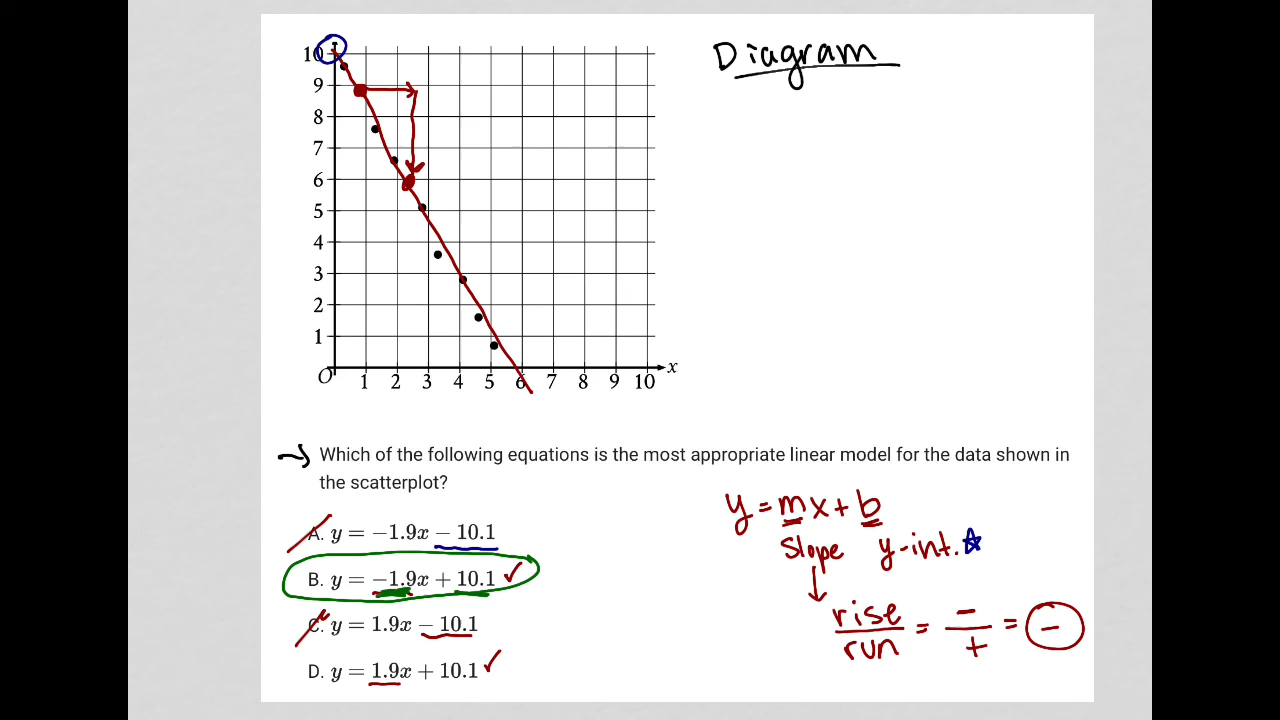 Diagram
10
9
8
7
6
5
4
3
2
1
O 1 2 3 4 5 6 7 8 9 10 x
Which of the following equations is the most appropriate linear model for the data shown in
the scatterplot?
A. y = −1.9x − 10.1
B. y = −1.9x + 10.1 ✓
C. y = 1.9x − 10.1
D. y = 1.9x + 10.1 ✓
y = mx + b
Slope y-int. ☆
rise/run = −/+ = −